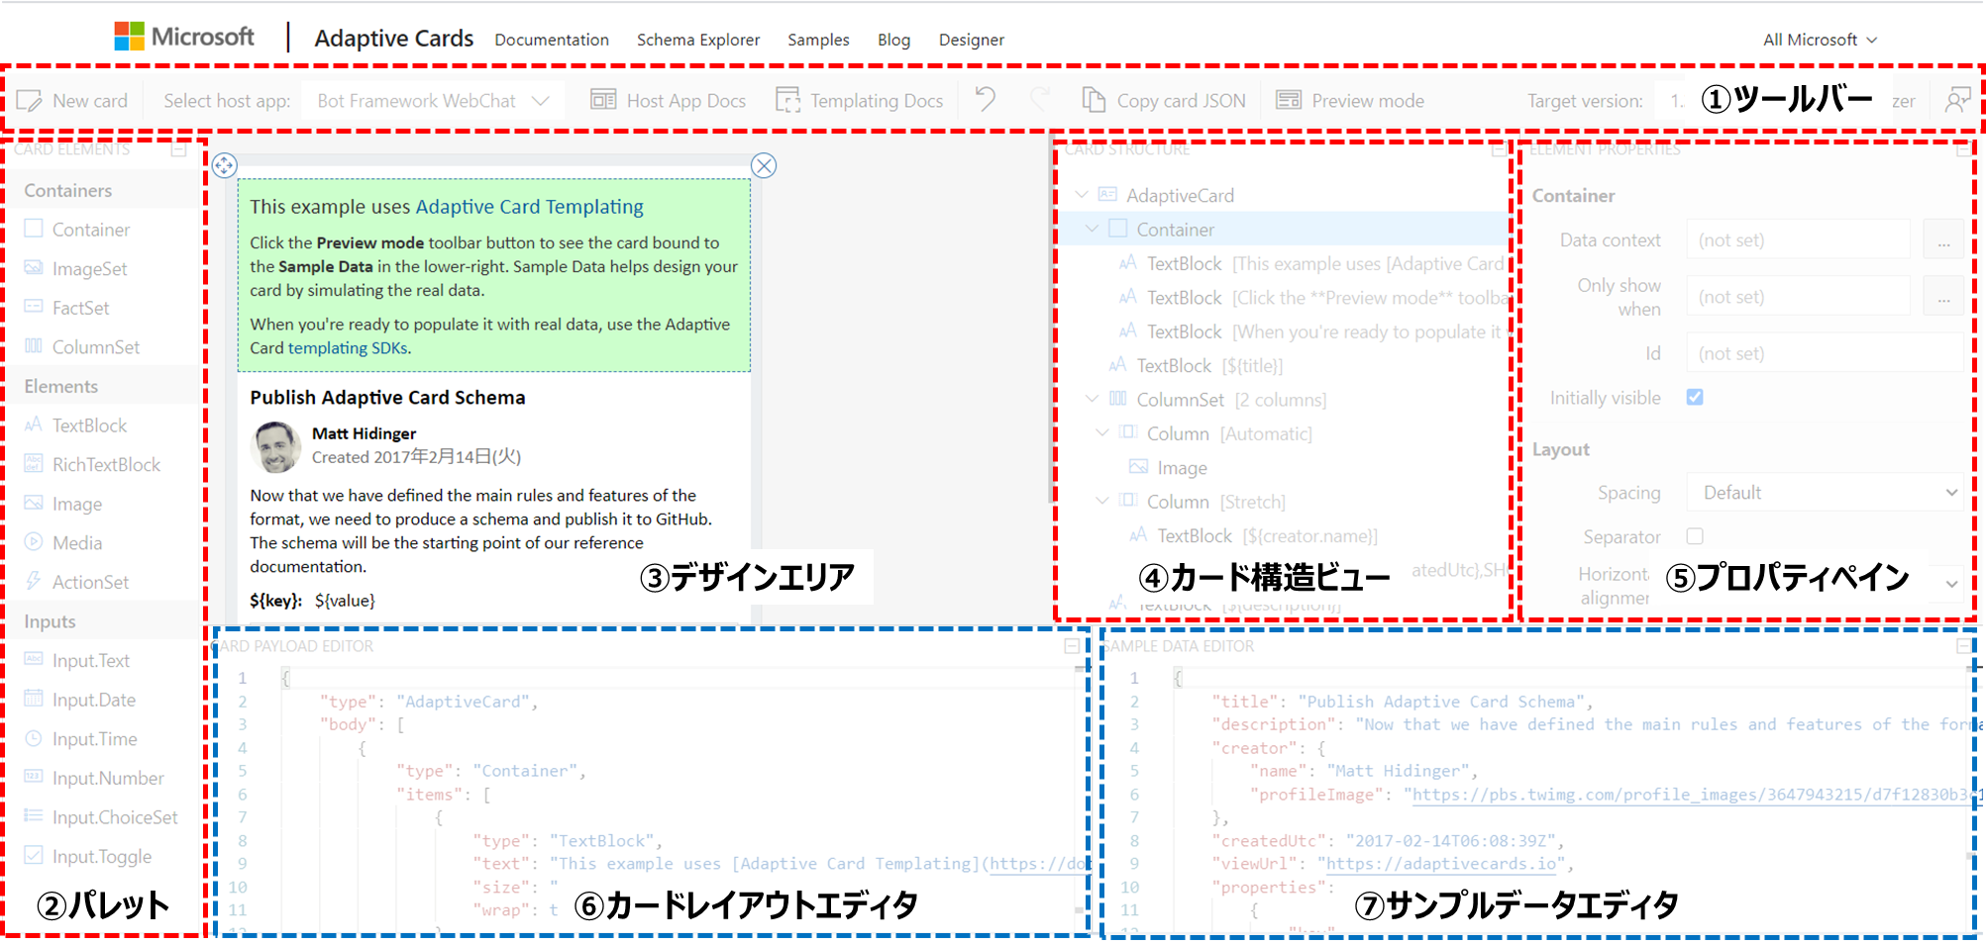 Microsoft | Adaptive Cards Documentation Schema Explorer Samples Blog Designer All Microsoft
New card Select host app: Bot Framework WebChat Host App Docs Templating Docs Copy card JSON Preview mode Target version: 1. ①ツールバー zer
CARD ELEMENTS
Containers
Container
ImageSet
FactSet
ColumnSet
Elements
TextBlock
RichTextBlock
Image
Media
ActionSet
Inputs
Input.Text
Input.Date
Input.Time
Input.Number
Input.ChoiceSet
Input.Toggle
②パレット
This example uses Adaptive Card Templating
Click the Preview mode toolbar button to see the card bound to
the Sample Data in the lower-right. Sample Data helps design your
card by simulating the real data.
When you're ready to populate it with real data, use the Adaptive
Card templating SDKs.
Publish Adaptive Card Schema
Matt Hidinger
Created 2017年2月14日(火)
Now that we have defined the main rules and features of the
format, we need to produce a schema and publish it to GitHub.
The schema will be the starting point of our reference
documentation.
${key}: ${value}
③デザインエリア
CARD STRUCTURE
AdaptiveCard
Container
TextBlock [This example uses [Adaptive Card
TextBlock [Click the **Preview mode** toolba
TextBlock [When you're ready to populate it
TextBlock [${title}]
ColumnSet [2 columns]
Column [Automatic]
Image
Column [Stretch]
TextBlock [${creator.name}]
④カード構造ビュー atedUtc},SH
TextBlock [${description}]
ELEMENT PROPERTIES
Container
Data context (not set) ...
Only show
when (not set) ...
Id (not set)
Initially visible
Layout
Spacing Default
Separator
Horizont
alignmer
⑤プロパティペイン
CARD PAYLOAD EDITOR
1 {
2 "type": "AdaptiveCard",
3 "body": [
4 {
5 "type": "Container",
6 "items": [
7 {
8 "type": "TextBlock",
9 "text": "This example uses [Adaptive Card Templating](https://do
10 "size": "
11 "wrap": t
12 }
⑥カードレイアウトエディタ
SAMPLE DATA EDITOR
1 {
2 "title": "Publish Adaptive Card Schema",
3 "description": "Now that we have defined the main rules and features of the forma
4 "creator": {
5 "name": "Matt Hidinger",
6 "profileImage": "https://pbs.twimg.com/profile_images/3647943215/d7f12830b3c1
7 },
8 "createdUtc": "2017-02-14T06:08:39Z",
9 "viewUrl": "https://adaptivecards.io",
10 "properties":
11 {
12 "key"
⑦サンプルデータエディタ